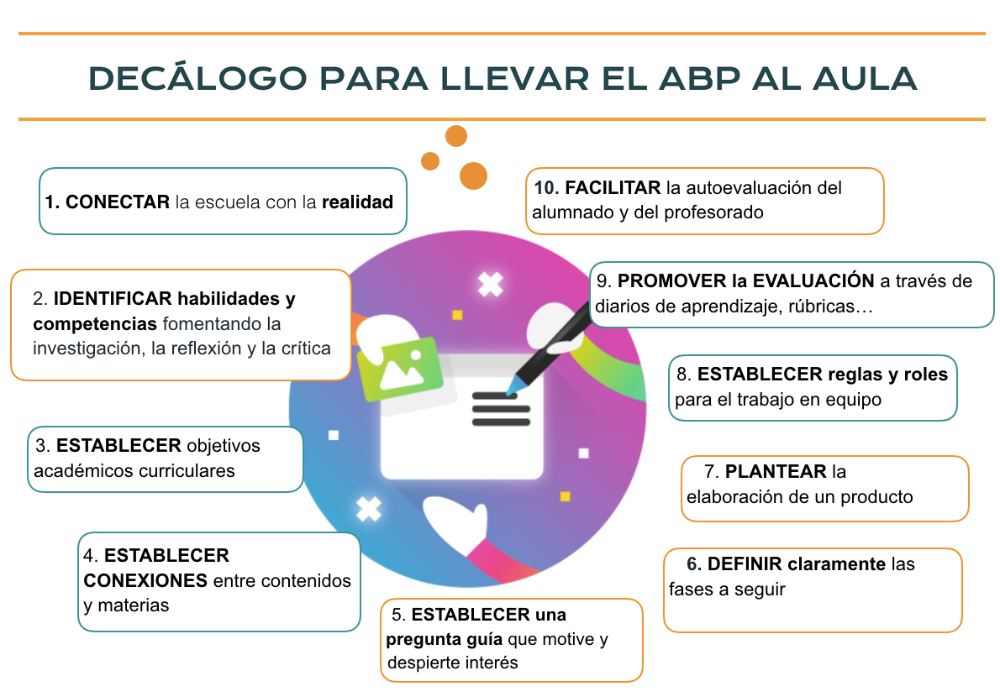 DECÁLOGO PARA LLEVAR EL ABP AL AULA
1. CONECTAR la escuela con la realidad
2. IDENTIFICAR habilidades y
competencias fomentando la
investigación, la reflexión y la crítica
3. ESTABLECER objetivos
académicos curriculares
4. ESTABLECER
CONEXIONES entre contenidos
y materias
5. ESTABLECER una
pregunta guía que motive y
despierte interés
6. DEFINIR claramente las
fases a seguir
7. PLANTEAR la
elaboración de un producto
8. ESTABLECER reglas y roles
para el trabajo en equipo
9. PROMOVER la EVALUACIÓN a través de
diarios de aprendizaje, rúbricas…
10. FACILITAR la autoevaluación del
alumnado y del profesorado